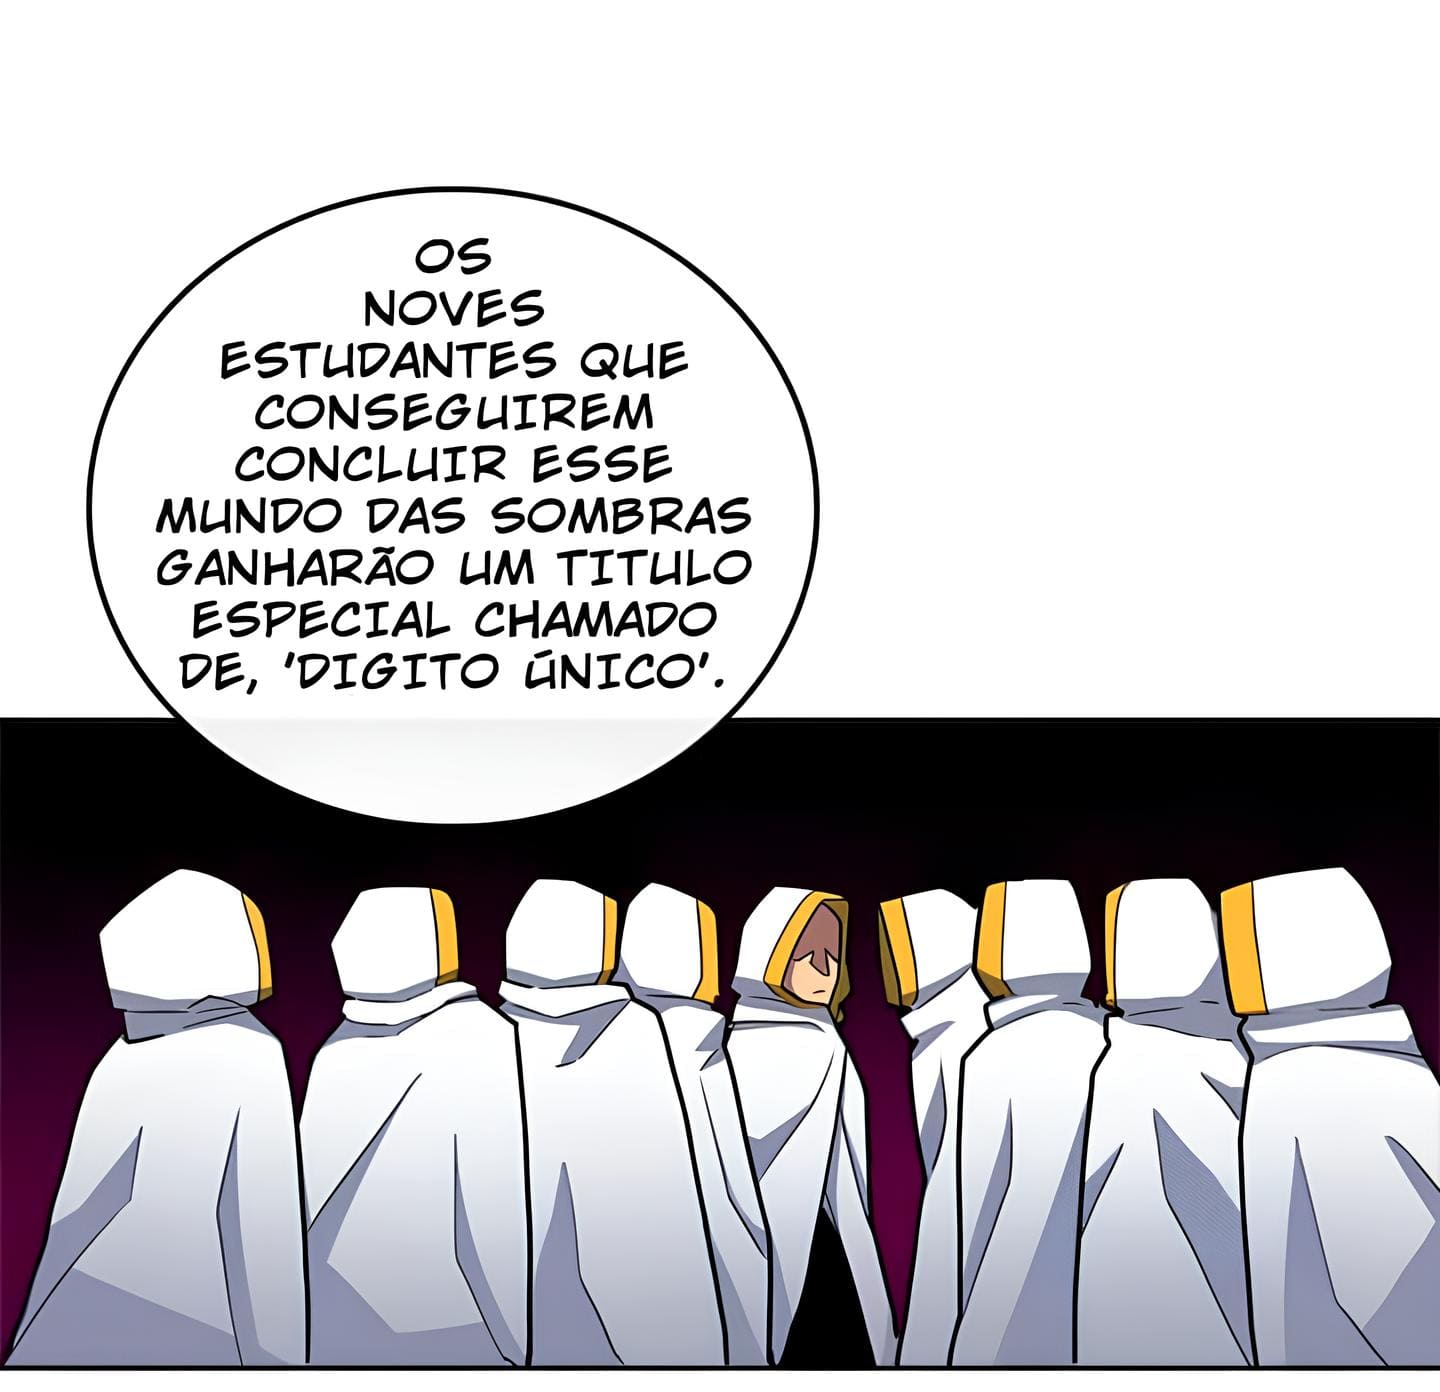 OS
NOVES
ESTUDANTES QUE
CONSEGUIREM
CONCLUIR ESSE
MUNDO DAS SOMBRAS
GANHARÃO UM TITULO
ESPECIAL CHAMADO
DE, 'DIGITO ÚNICO'.